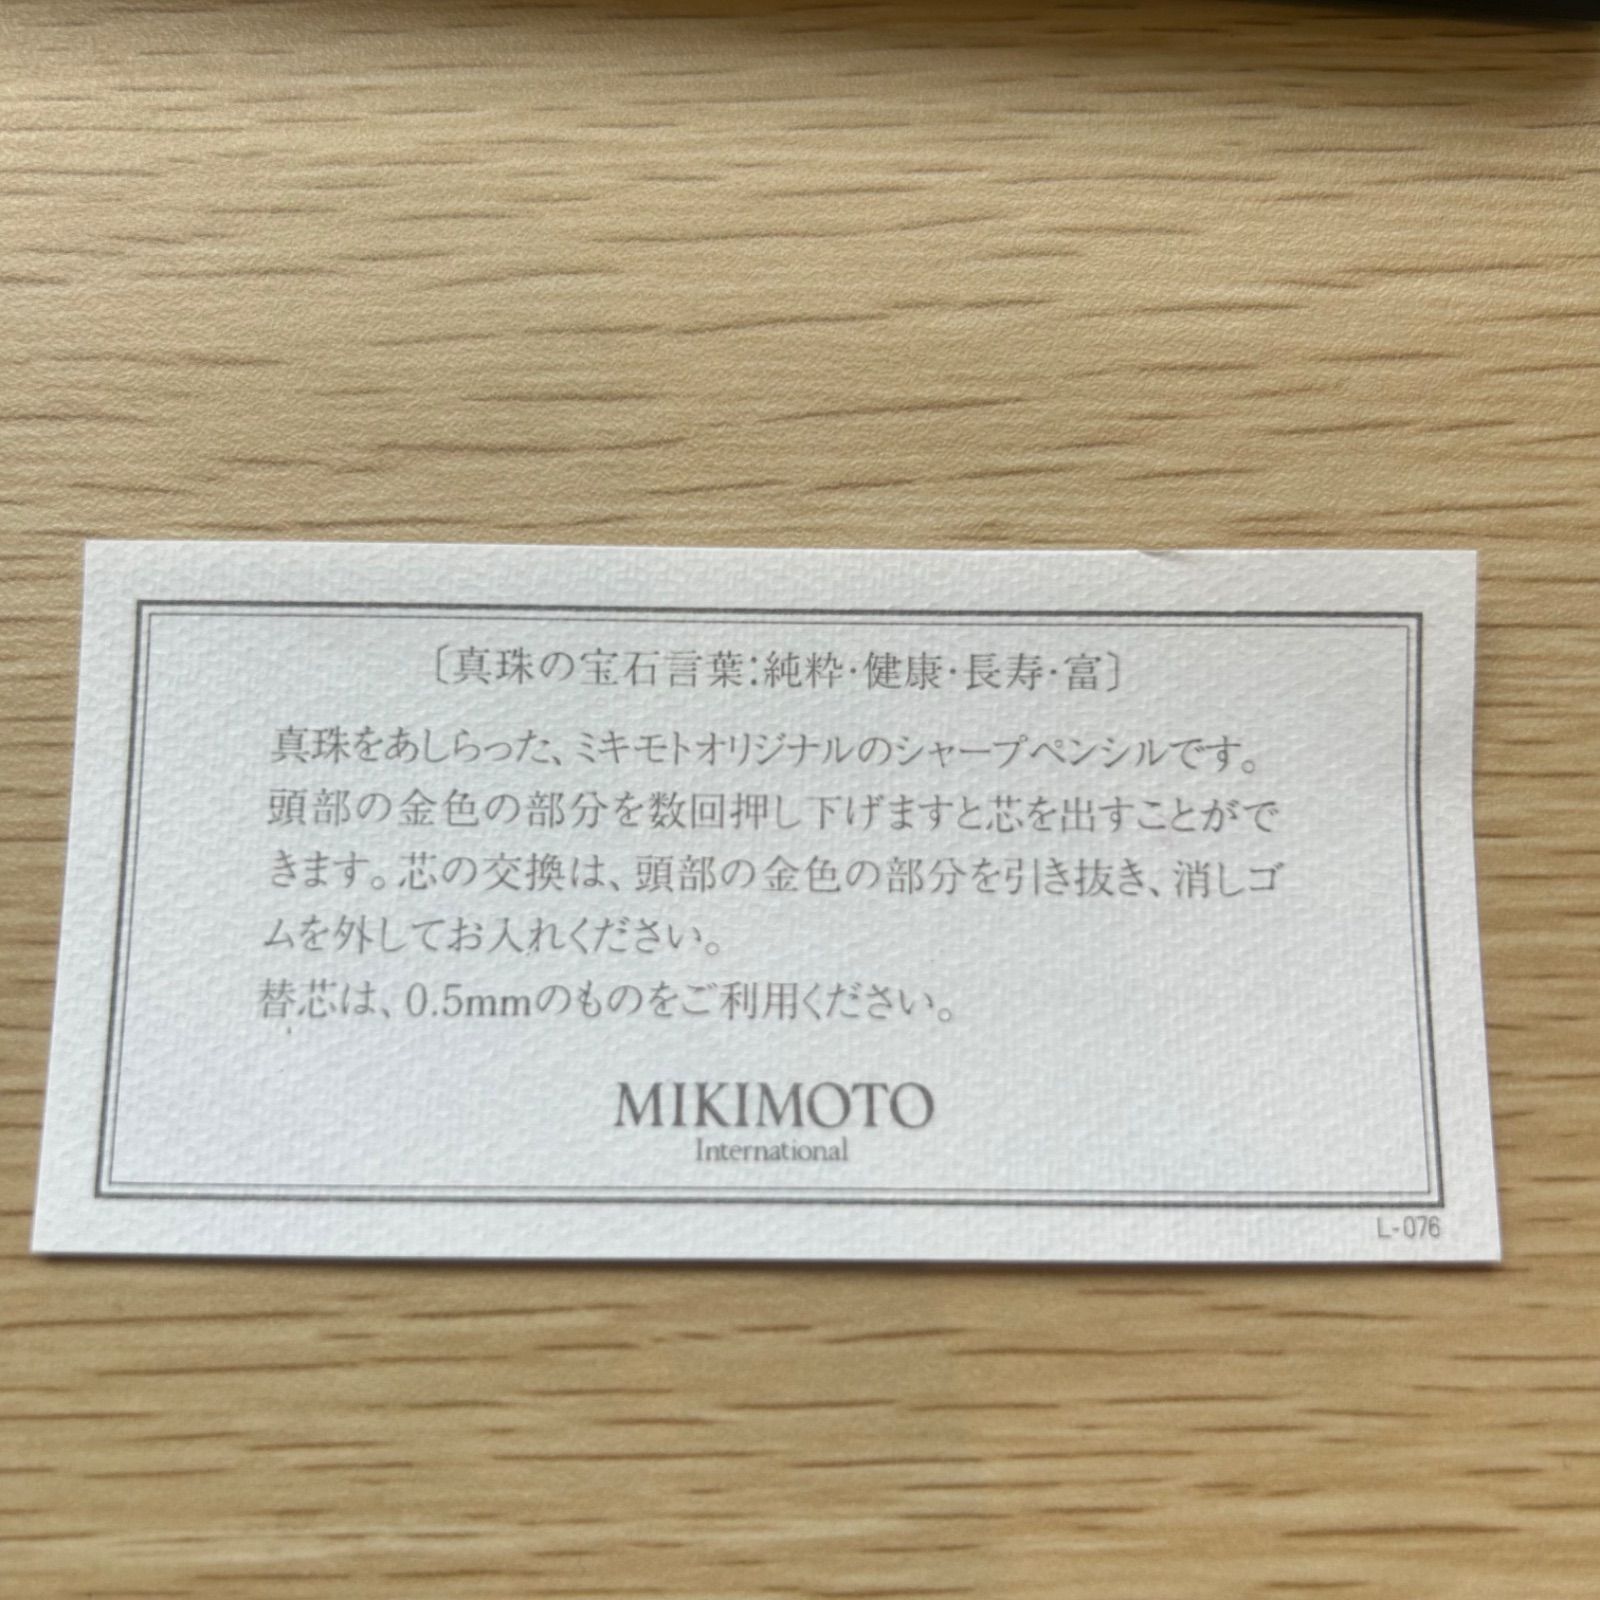 〔真珠の宝石言葉:純粋・健康・長寿・富〕
真珠をあしらった、ミキモトオリジナルのシャープペンシルです。
頭部の金色の部分を数回押し下げますと芯を出すことがで
きます。芯の交換は、頭部の金色の部分を引き抜き、消しゴ
ムを外してお入れください。
替芯は、0.5mmのものをご利用ください。
MIKIMOTO
International
L-076